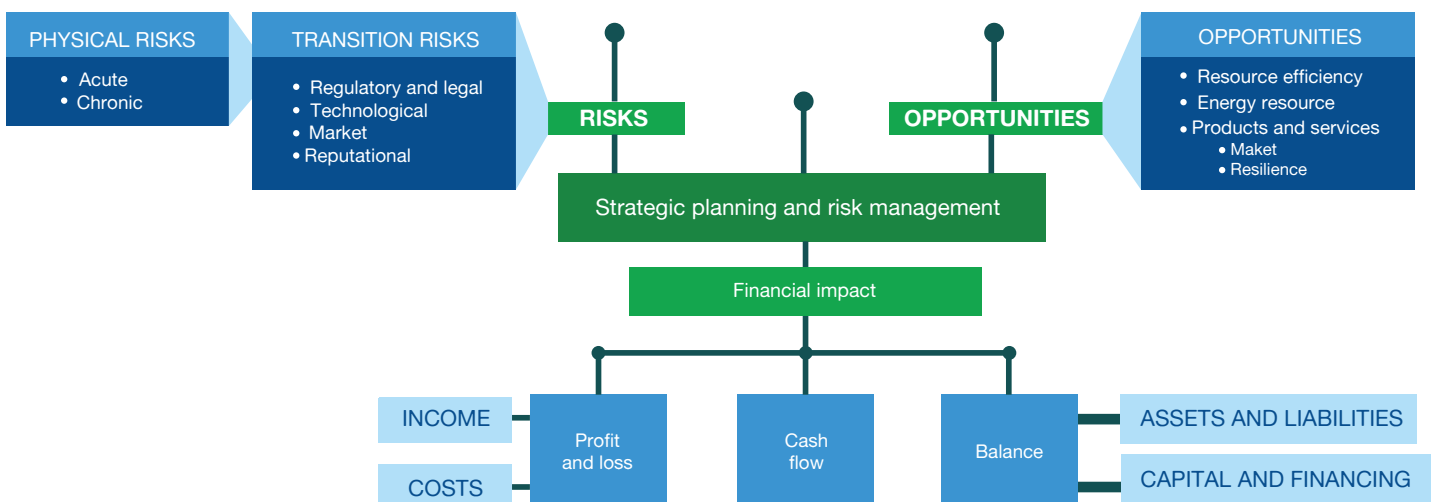 PHYSICAL RISKS
• Acute
• Chronic
TRANSITION RISKS
• Regulatory and legal
• Technological
• Market
• Reputational
RISKS
OPPORTUNITIES
OPPORTUNITIES
• Resource efficiency
• Energy resource
• Products and services
• Maket
• Resilience
Strategic planning and risk management
Financial impact
INCOME
COSTS
Profit
and loss
Cash
flow
Balance
ASSETS AND LIABILITIES
CAPITAL AND FINANCING